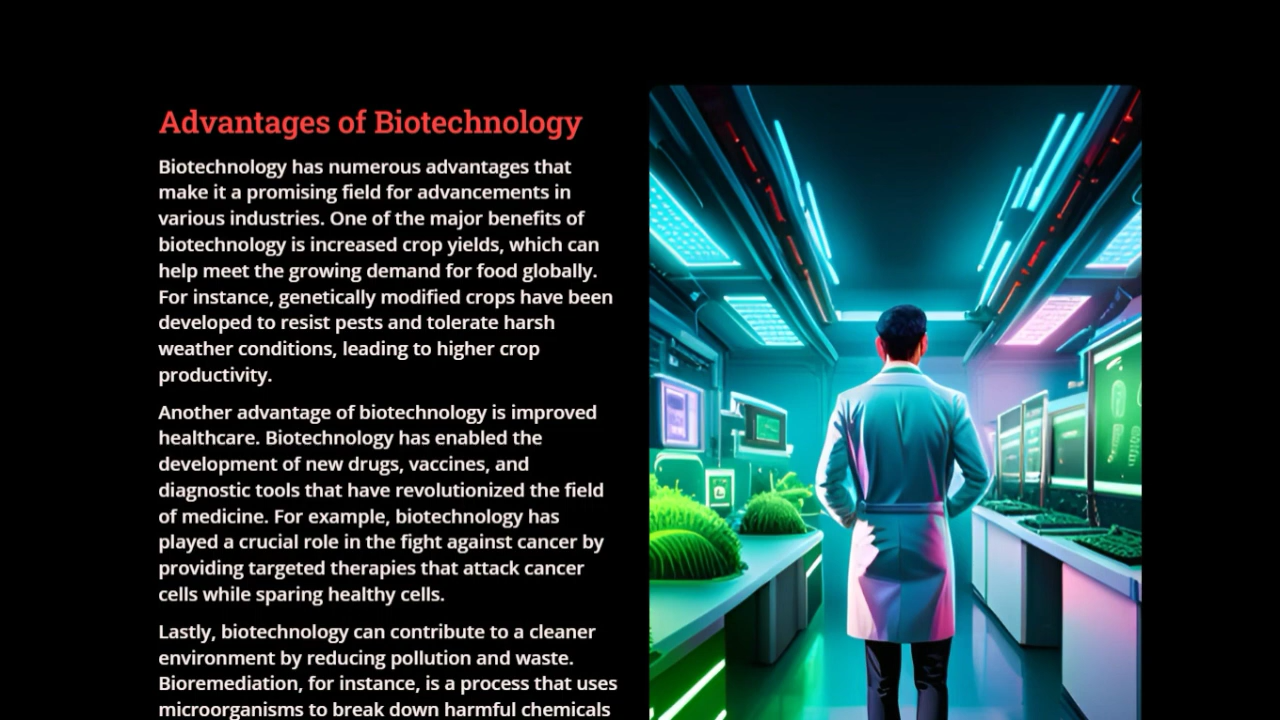 Advantages of Biotechnology
Biotechnology has numerous advantages that
make it a promising field for advancements in
various industries. One of the major benefits of
biotechnology is increased crop yields, which can
help meet the growing demand for food globally.
For instance, genetically modified crops have been
developed to resist pests and tolerate harsh
weather conditions, leading to higher crop
productivity.
Another advantage of biotechnology is improved
healthcare. Biotechnology has enabled the
development of new drugs, vaccines, and
diagnostic tools that have revolutionized the field
of medicine. For example, biotechnology has
played a crucial role in the fight against cancer by
providing targeted therapies that attack cancer
cells while sparing healthy cells.
Lastly, biotechnology can contribute to a cleaner
environment by reducing pollution and waste.
Bioremediation, for instance, is a process that uses
microorganisms to break down harmful chemicals